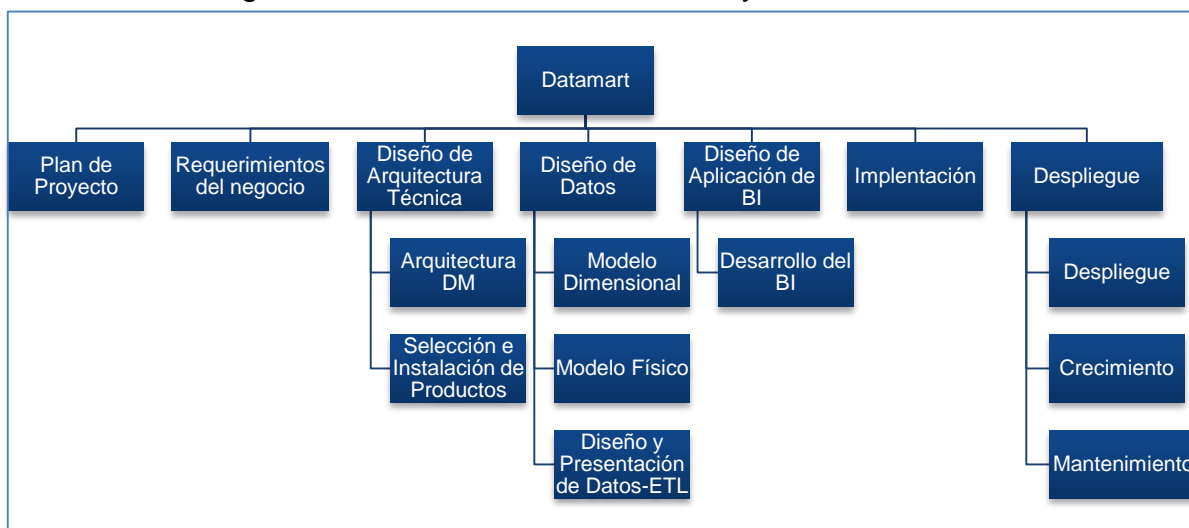 Datamart
Plan de
Proyecto
Requerimientos
del negocio
Diseño de
Arquitectura
Técnica
Diseño de
Datos
Diseño de
Aplicación de
BI
Implentación
Despliegue
Arquitectura
DM
Modelo
Dimensional
Desarrollo del
BI
Despliegue
Selección e
Instalación de
Productos
Modelo Físico
Crecimiento
Diseño y
Presentación
de Datos-ETL
Mantenimiento